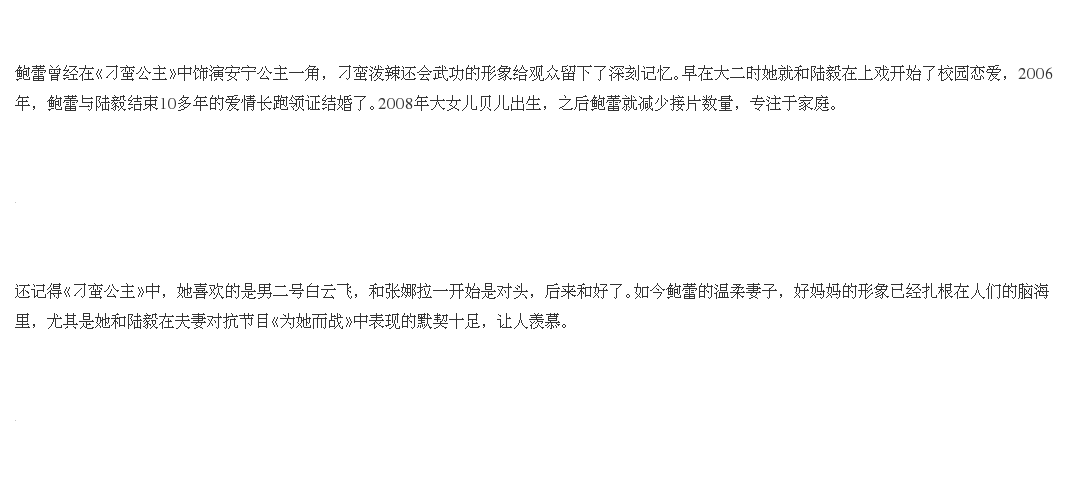 鲍蕾曾经在《刁蛮公主》中饰演安宁公主一角，刁蛮泼辣还会武功的形象给观众留下了深刻记忆。早在大二时她就和陆毅在上戏开始了校园恋爱，2006
年，鲍蕾与陆毅结束10多年的爱情长跑领证结婚了。2008年大女儿贝儿出生，之后鲍蕾就减少接片数量，专注于家庭。
还记得《刁蛮公主》中，她喜欢的是男二号白云飞，和张娜拉一开始是对头，后来和好了。如今鲍蕾的温柔妻子，好妈妈的形象已经扎根在人们的脑海
里，尤其是她和陆毅在夫妻对抗节目《为她而战》中表现的默契十足，让人羡慕。